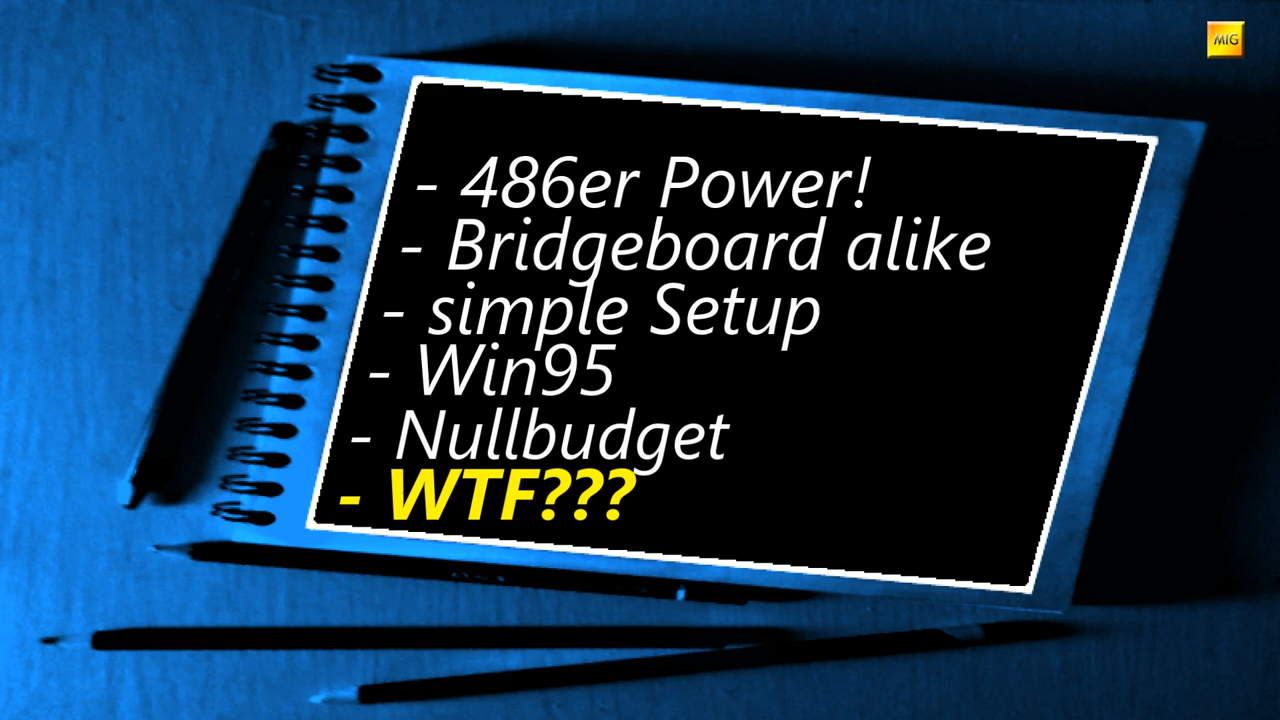 MIG
- 486er Power!
- Bridgeboard alike
- simple Setup
- Win95
- Nullbudget
- WTF???